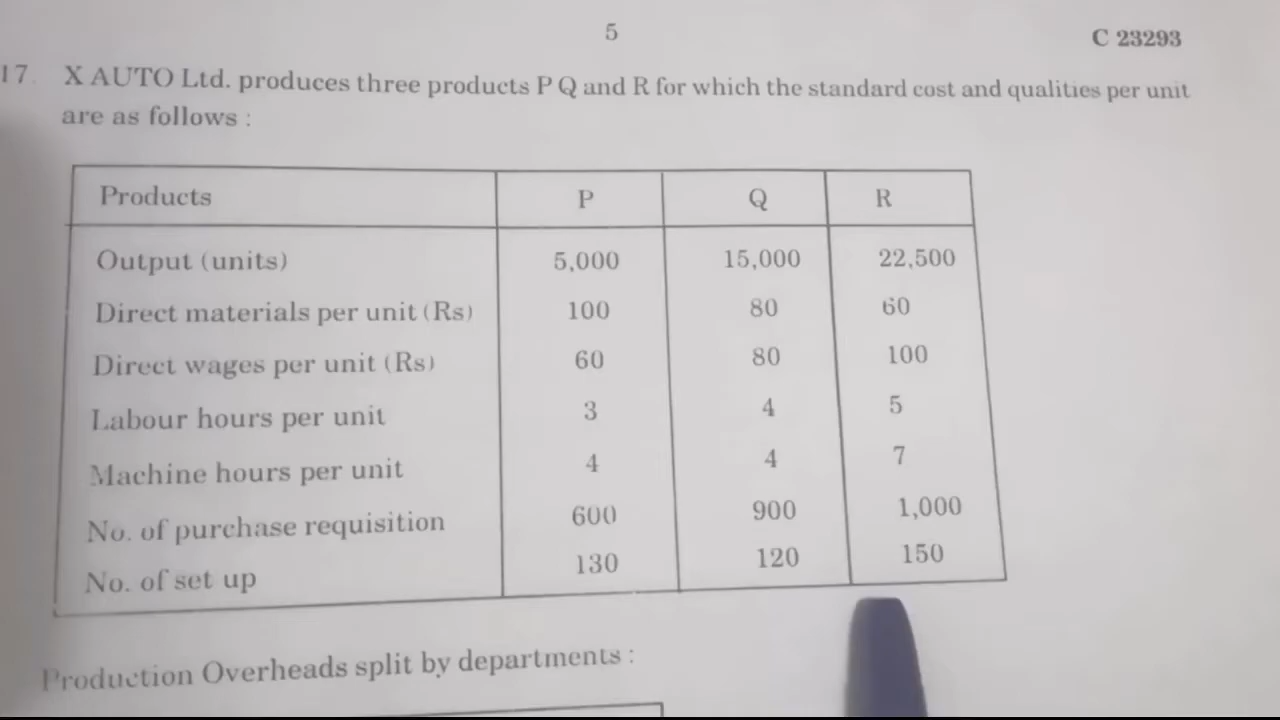 5
C 23293
17. X AUTO Ltd. produces three products P Q and R for which the standard cost and qualities per unit
are as follows :
Products P Q R
Output (units) 5,000 15,000 22,500
Direct materials per unit (Rs) 100 80 60
Direct wages per unit (Rs) 60 80 100
Labour hours per unit 3 4 5
Machine hours per unit 4 4 7
No. of purchase requisition 600 900 1,000
No. of set up 130 120 150
Production Overheads split by departments :